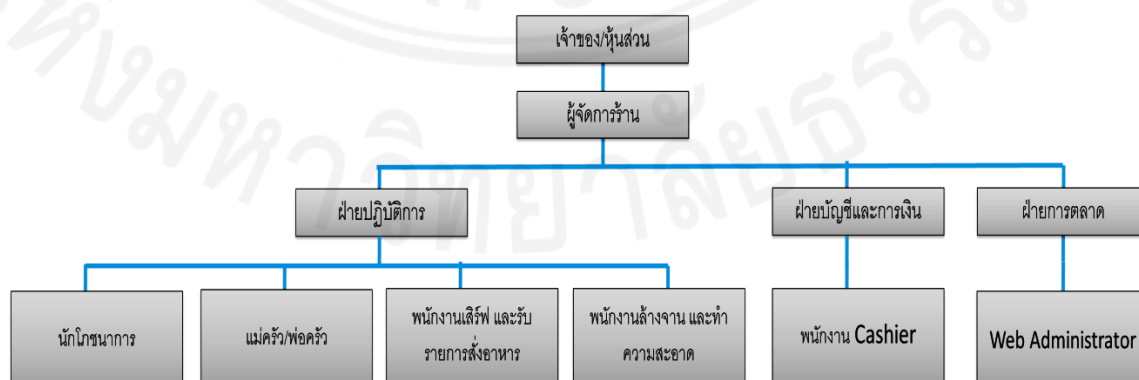 เจ้าของ/หุ้นส่วน
ผู้จัดการร้าน
ฝ่ายปฏิบัติการ
ฝ่ายบัญชีและการเงิน
ฝ่ายการตลาด
นักโภชนาการ
แม่ครัว/พ่อครัว
พนักงานเสิร์ฟ และรับ
รายการสั่งอาหาร
พนักงานล้างจาน และทำ
ความสะอาด
พนักงาน Cashier
Web Administrator